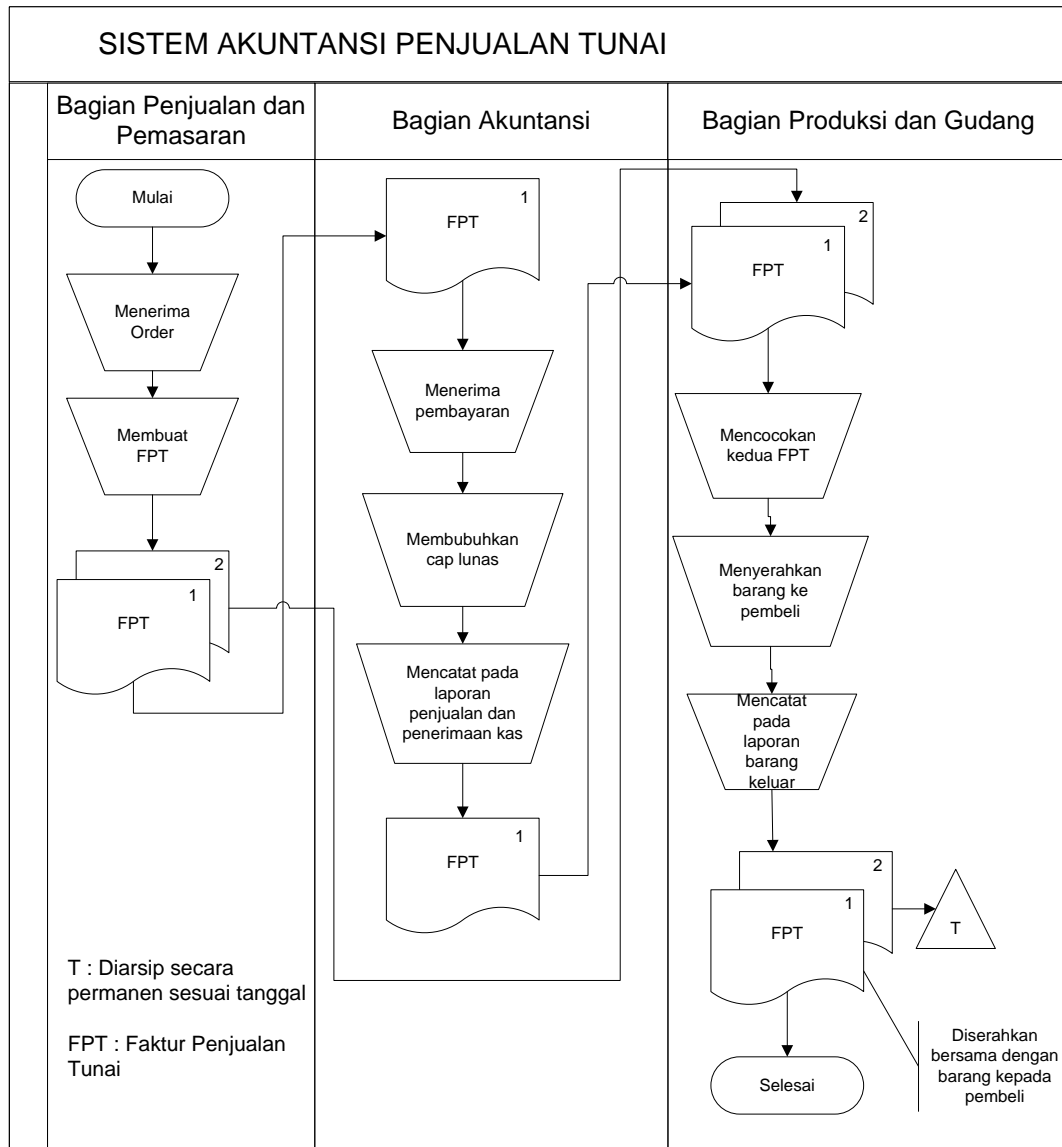 SISTEM AKUNTANSI PENJUALAN TUNAI
Bagian Penjualan dan
Pemasaran
Mulai
Menerima
Order
Membuat
FPT
2
1
FPT
T : Diarsip secara
permanen sesuai tanggal
FPT : Faktur Penjualan
Tunai
Bagian Akuntansi
1
FPT
Menerima
pembayaran
Membubuhkan
cap lunas
Mencatat pada
laporan
penjualan dan
penerimaan kas
1
FPT
Bagian Produksi dan Gudang
2
1
FPT
Mencocokan
kedua FPT
Menyerahkan
barang ke
pembeli
Mencatat
pada
laporan
barang
keluar
2
1
FPT
T
Diserahkan
bersama dengan
barang kepada
pembeli
Selesai